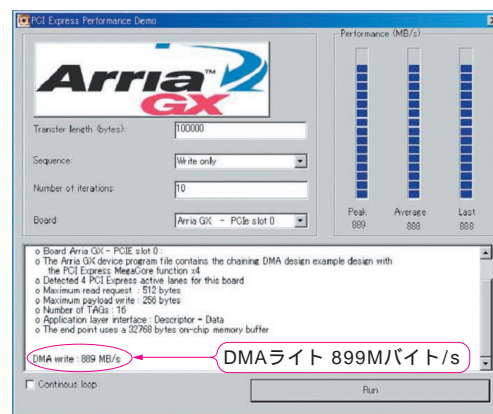 PCI Express Performance Demo
Performance (MB/s)
Arria™ 2
GX
Transfer length (bytes):
100000
Sequence:
Write only
Number of iterations:
10
Board
Arria GX - PCIe slot 0
Peak Average Last
889 888 888
o Board Arria GX - PCIE slot 0 :
o The Arria GX device program file contains the chaining DMA design example design with
the PCI Express MegaCore function x4
o Detected 4 PCI Express active lanes for this board
o Maximum read request : 512 bytes
o Maximum payload write : 256 bytes
o Number of TAGs : 16
o Application layer interface : Descriptor - Data
o The end point uses a 32768 bytes on-chip memory buffer
DMA write : 889 MB/s
DMAライト 899Mバイト/s
Continous loop
Run